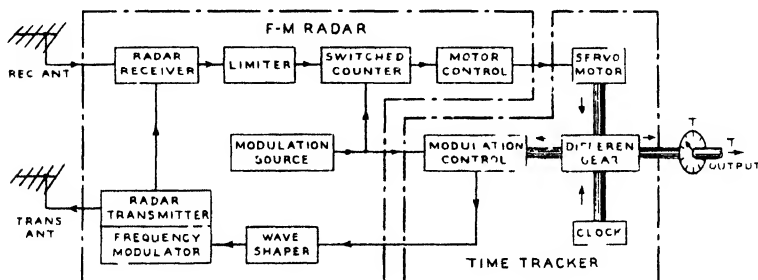 F-M RADAR
REC ANT
RADAR
RECEIVER
LIMITER
SWITCHED
COUNTER
MOTOR
CONTROL
SERVO
MOTOR
MODULATION
SOURCE
MODULATION
CONTROL
DIFFEREN
GEAR
T
T
OUTPUT
TRANS
ANT
RADAR
TRANSMITTER
FREQUENCY
MODULATOR
WAVE
SHAPER
CLOCK
TIME TRACKER